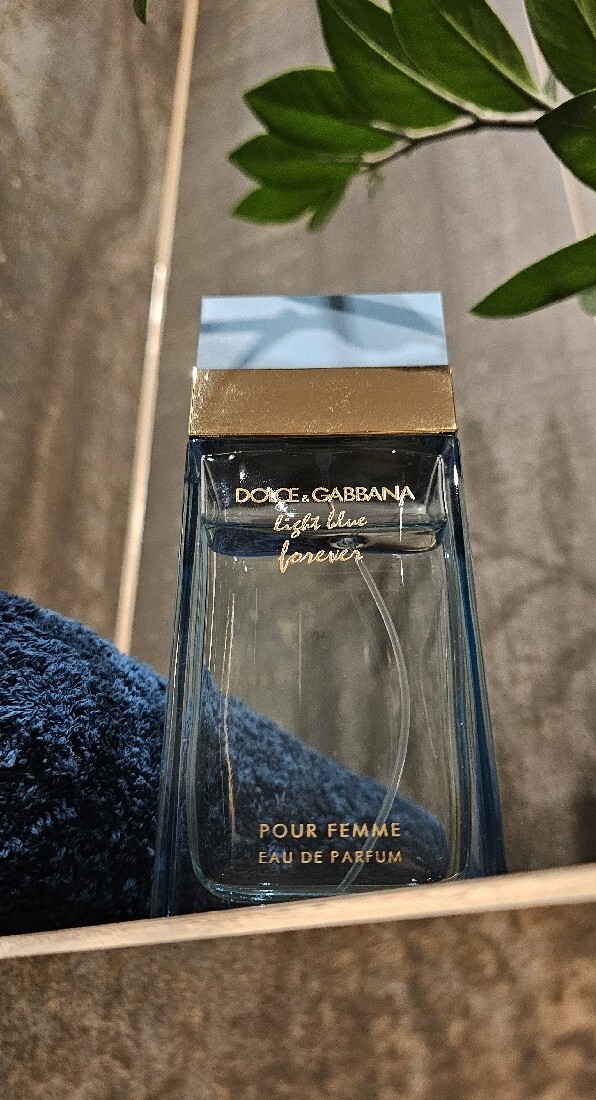 DOLCE & GABBANA
light blue
forever
POUR FEMME
EAU DE PARFUM